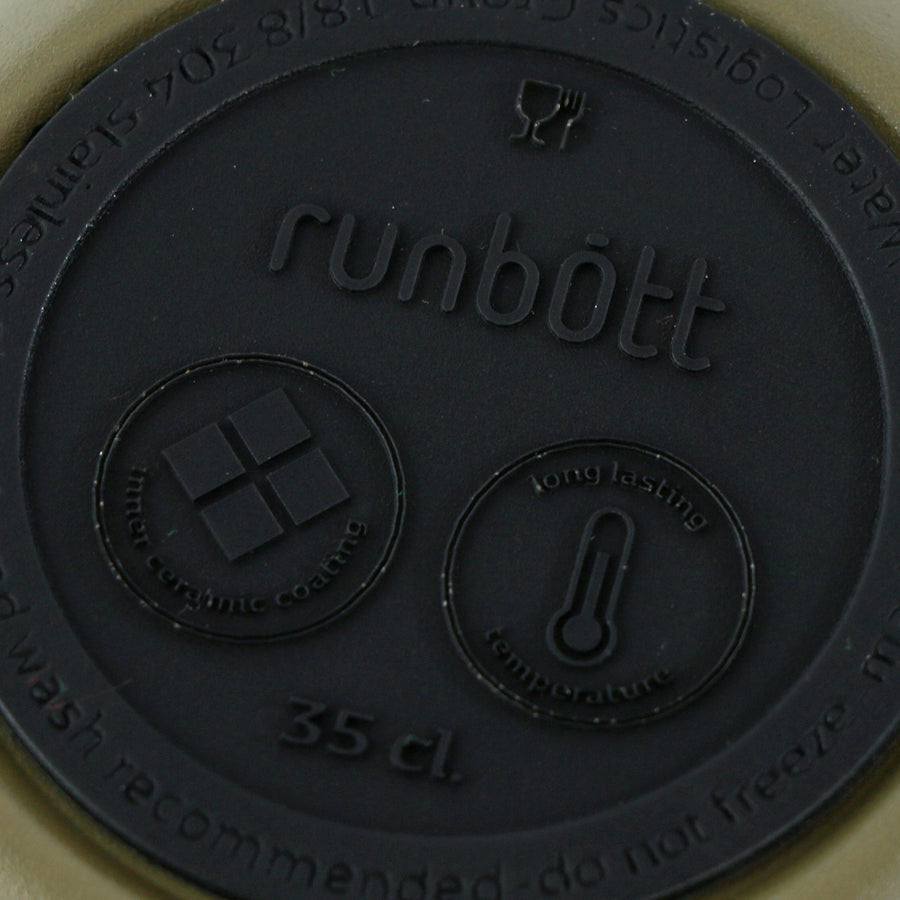 runbótt
inner ceramic coating
long lasting
temperature
35 cl.
Water Logistics Group 18/8 304 stainless
wash recommended-do not freeze